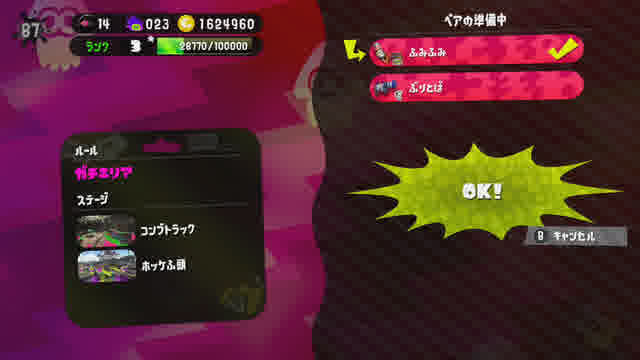 87
14
023
1624960
ランク 3 28770/100000
ペアの準備中
ふみふみ
ぷりとば
OK!
B キャンセル
ルール
ガチエリア
ステージ
コンブトラック
ホッケふ頭